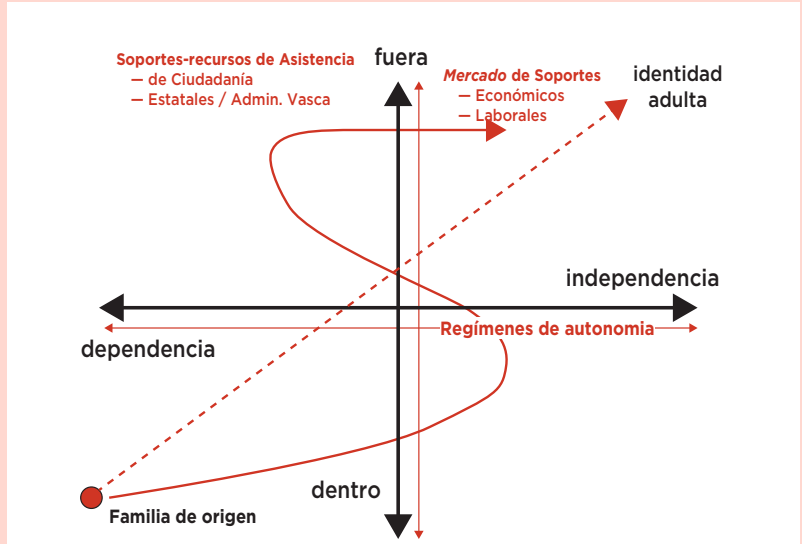 Soportes-recursos de Asistencia
— de Ciudadanía
— Estatales / Admin. Vasca
fuera
Mercado de Soportes
— Económicos
— Laborales
identidad
adulta
independencia
Regímenes de autonomia
dependencia
dentro
Familia de origen